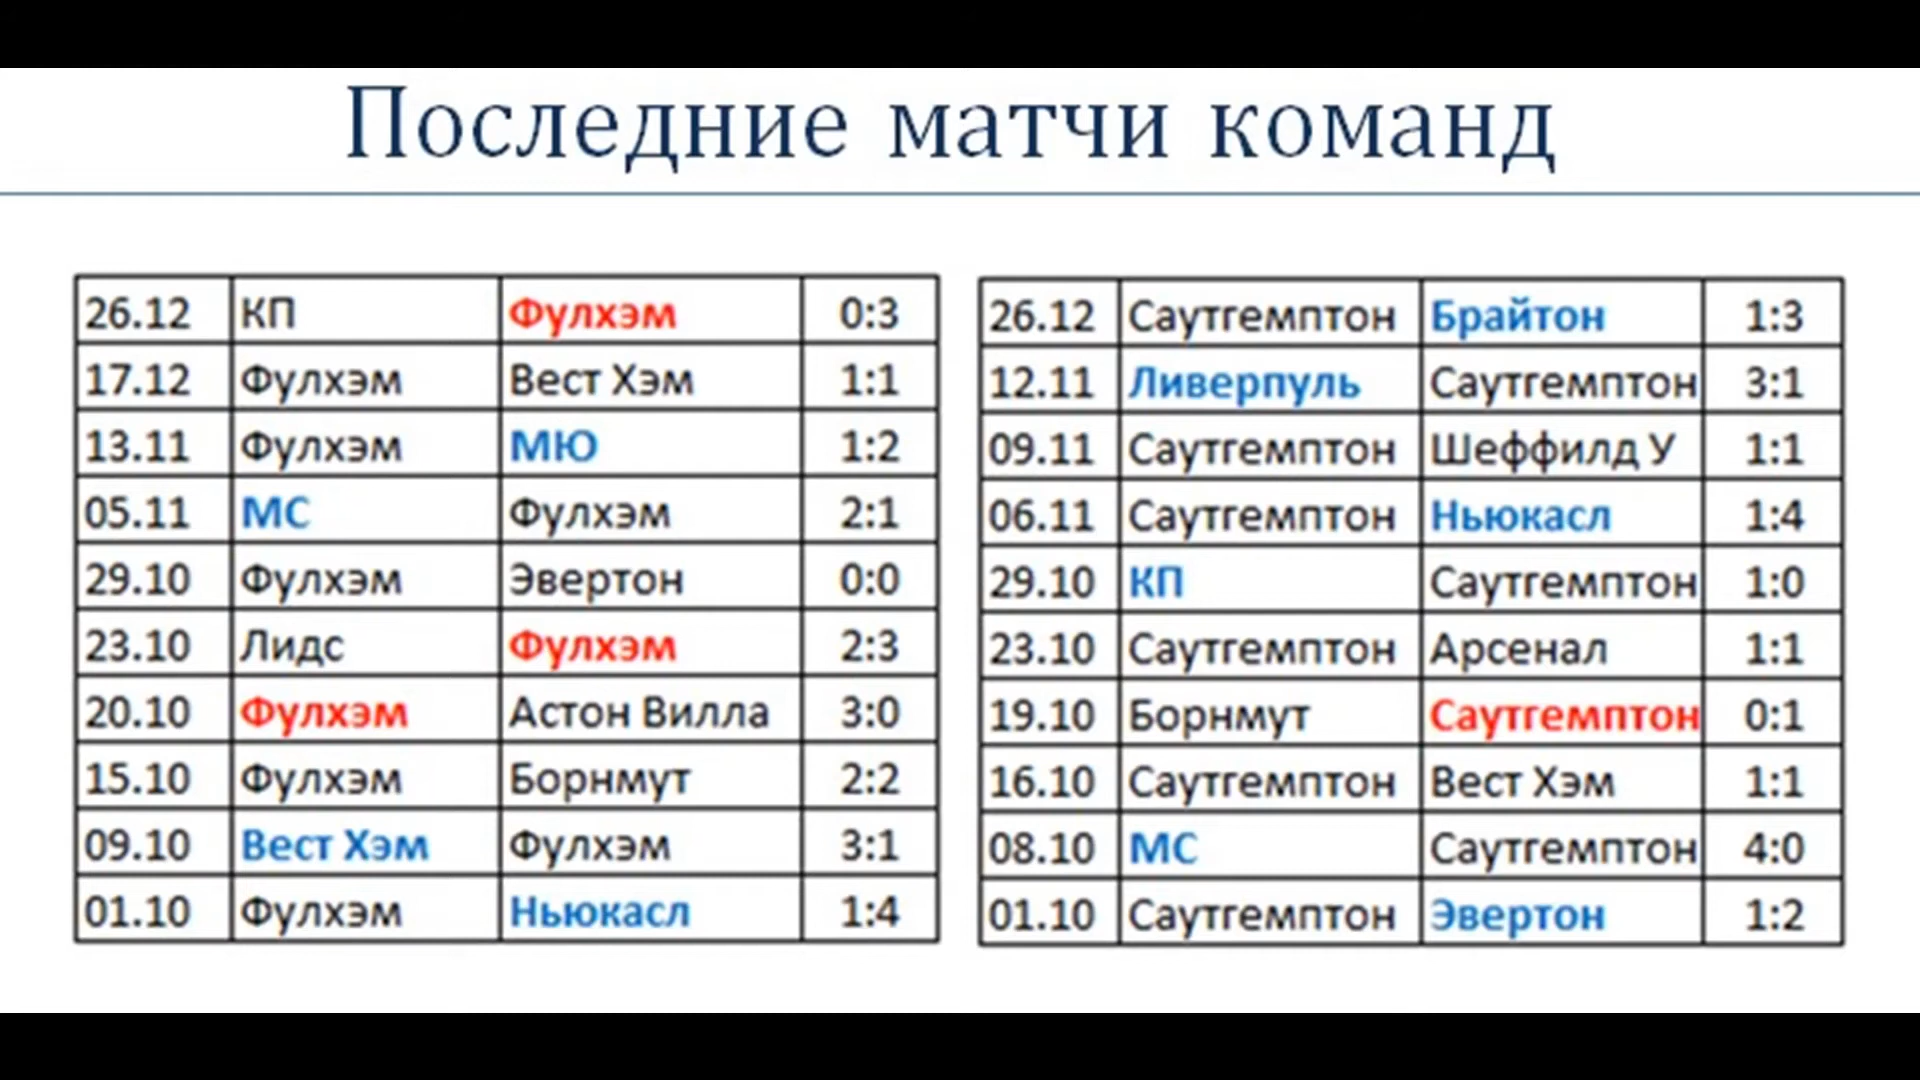 Последние матчи команд
26.12 КП Фулхэм 0:3
17.12 Фулхэм Вест Хэм 1:1
13.11 Фулхэм МЮ 1:2
05.11 МС Фулхэм 2:1
29.10 Фулхэм Эвертон 0:0
23.10 Лидс Фулхэм 2:3
20.10 Фулхэм Астон Вилла 3:0
15.10 Фулхэм Борнмут 2:2
09.10 Вест Хэм Фулхэм 3:1
01.10 Фулхэм Ньюкасл 1:4
26.12 Саутгемптон Брайтон 1:3
12.11 Ливерпуль Саутгемптон 3:1
09.11 Саутгемптон Шеффилд У 1:1
06.11 Саутгемптон Ньюкасл 1:4
29.10 КП Саутгемптон 1:0
23.10 Саутгемптон Арсенал 1:1
19.10 Борнмут Саутгемптон 0:1
16.10 Саутгемптон Вест Хэм 1:1
08.10 МС Саутгемптон 4:0
01.10 Саутгемптон Эвертон 1:2